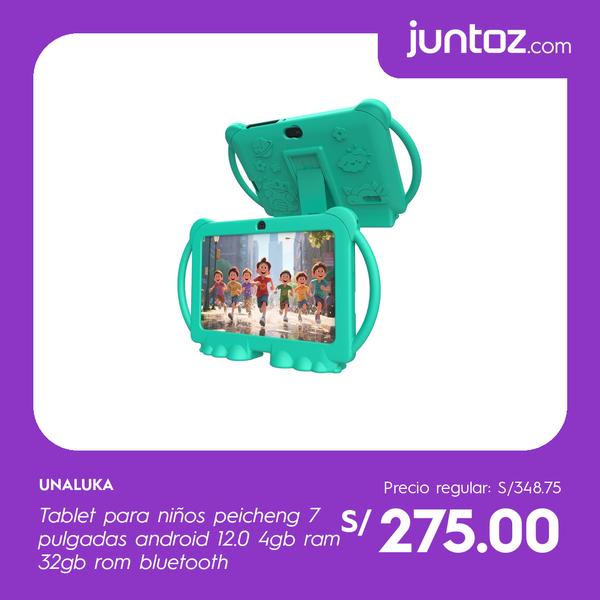 juntoz.com
UNALUKA
Tablet para niños peicheng 7
pulgadas android 12.0 4gb ram
32gb rom bluetooth
Precio regular: S/348.75
S/ 275.00